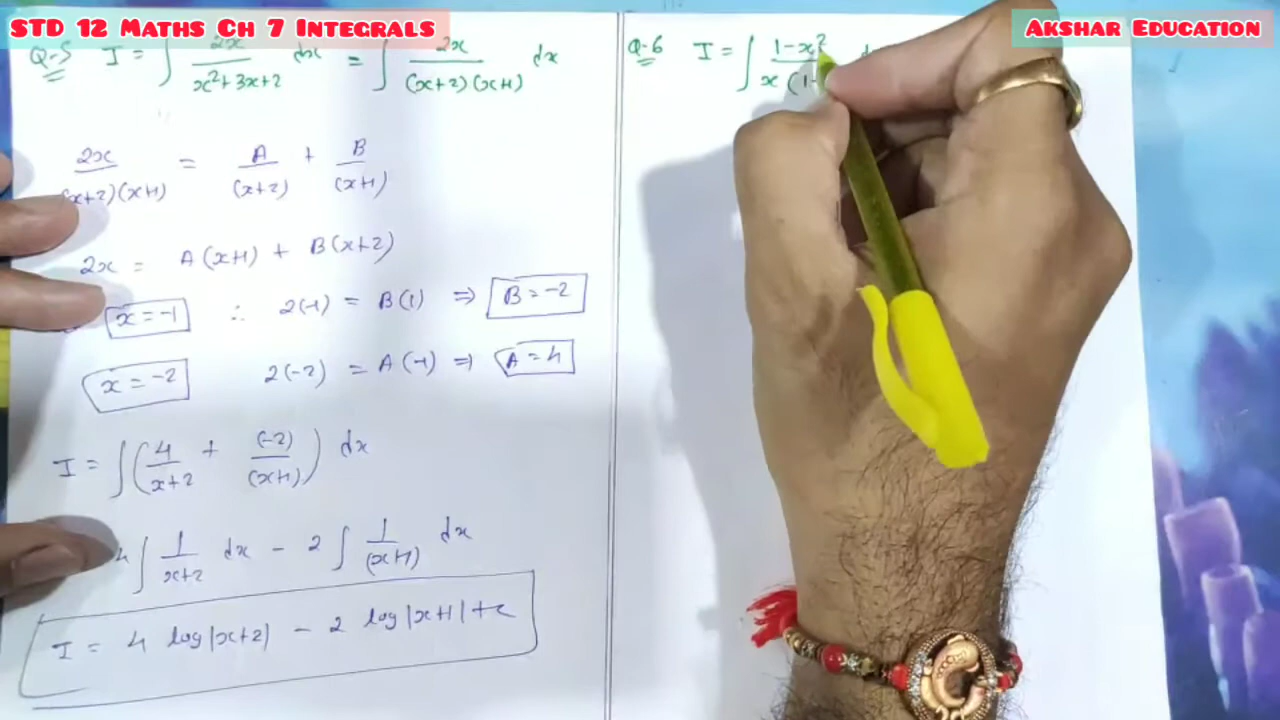 STD 12 Maths Ch 7 Integrals
Akshar Education
Q-5 I = ∫ 2x / x²+3x+2 dx = ∫ 2x / (x+2)(x+1) dx
2x / (x+2)(x+1) = A / (x+2) + B / (x+1)
2x = A(x+1) + B(x+2)
x = -1 ∴ 2(-1) = B(1) ⇒ B = -2
x = -2 2(-2) = A(-1) ⇒ A = 4
I = ∫ ( 4 / x+2 + (-2) / (x+1) ) dx
4 ∫ 1 / x+2 dx - 2 ∫ 1 / (x+1) dx
I = 4 log|x+2| - 2 log|x+1| + c
Q-6 I = ∫ 1-x² / x(1-